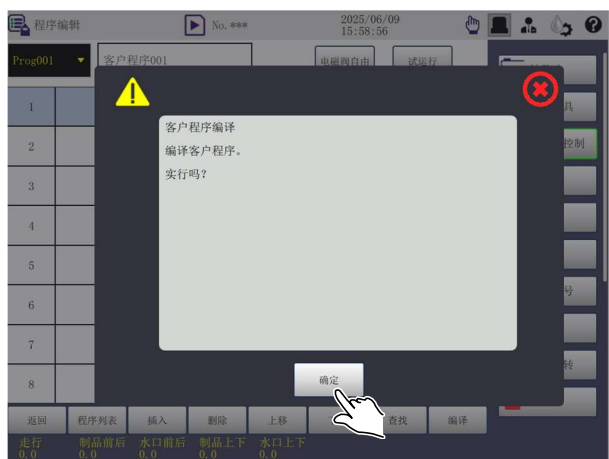 程序编辑
No. ***
2025/06/09
15:58:56
Prog001
客户程序001
电磁阀自由
试运行
客户程序编译
编译客户程序。
实行吗?
确定
1
2
3
4
5
6
7
8
具
控制
号
转
返回
程序列表
插入
删除
上移
查找
编译
走行
制品前后
水口前后
制品上下
水口上下
0.0
0.0
0.0
0.0
0.0